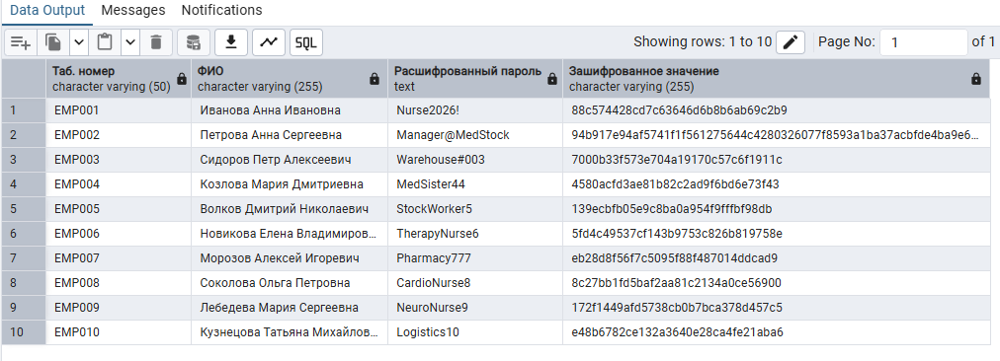 Data Output Messages Notifications
SQL Showing rows: 1 to 10 Page No: 1 of 1
Таб. номер ФИО Расшифрованный пароль Зашифрованное значение
character varying (50) character varying (255) text character varying (255)
1 EMP001 Иванова Анна Ивановна Nurse2026! 88c574428cd7c63646d6b8b6ab69c2b9
2 EMP002 Петрова Анна Сергеевна Manager@MedStock 94b917e94af5741f1f561275644c4280326077f8593a1ba37acbfde4ba9e6...
3 EMP003 Сидоров Петр Алексеевич Warehouse#003 7000b33f573e704a19170c57c6f1911c
4 EMP004 Козлова Мария Дмитриевна MedSister44 4580acfd3ae81b82c2ad9f6bd6e73f43
5 EMP005 Волков Дмитрий Николаевич StockWorker5 139ecbfb05e9c8ba0a954f9fffbf98db
6 EMP006 Новикова Елена Владимиров... TherapyNurse6 5fd4c49537cf143b9753c826b819758e
7 EMP007 Морозов Алексей Игоревич Pharmacy777 eb28d8f56f7c5095f88f487014ddcad9
8 EMP008 Соколова Ольга Петровна CardioNurse8 8c27bb1fd5baf2aa81c2134a0ce56900
9 EMP009 Лебедева Мария Сергеевна NeuroNurse9 172f1449afd5738cb0b7bca378d457c5
10 EMP010 Кузнецова Татьяна Михайлов... Logistics10 e48b6782ce132a3640e28ca4fe21aba6